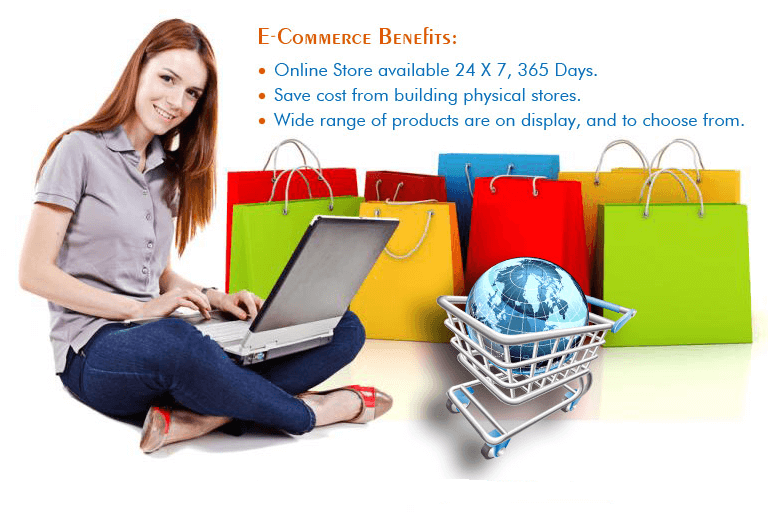 E-Commerce Benefits:
• Online Store available 24 X 7, 365 Days.
• Save cost from building physical stores.
• Wide range of products are on display, and to choose from.